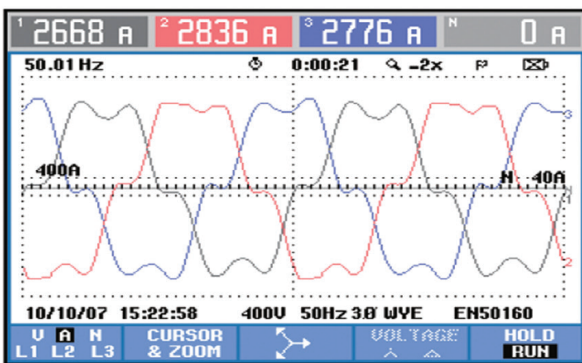 1 2668 A 2 2836 A 3 2776 A N 0 A
50.01 Hz 0:00:21 -2x
3
400A N 40A
N
1
2
10/10/07 15:22:58 400V 50Hz 3Ø WYE EN50160
V A N CURSOR VOLTAGE HOLD
L1 L2 L3 & ZOOM RUN